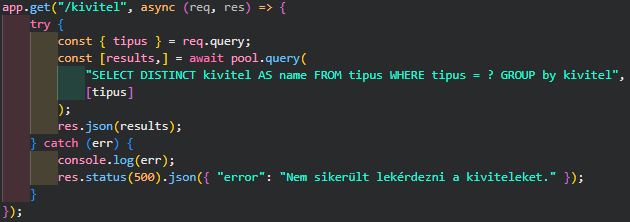 app.get("/kivitel", async (req, res) => {
    try {
        const { tipus } = req.query;
        const [results,] = await pool.query(
            "SELECT DISTINCT kivitel AS name FROM tipus WHERE tipus = ? GROUP by kivitel",
            [tipus]
        );
        res.json(results);
    } catch (err) {
        console.log(err);
        res.status(500).json({ "error": "Nem sikerült lekérdezni a kiviteleket." });
    }
});